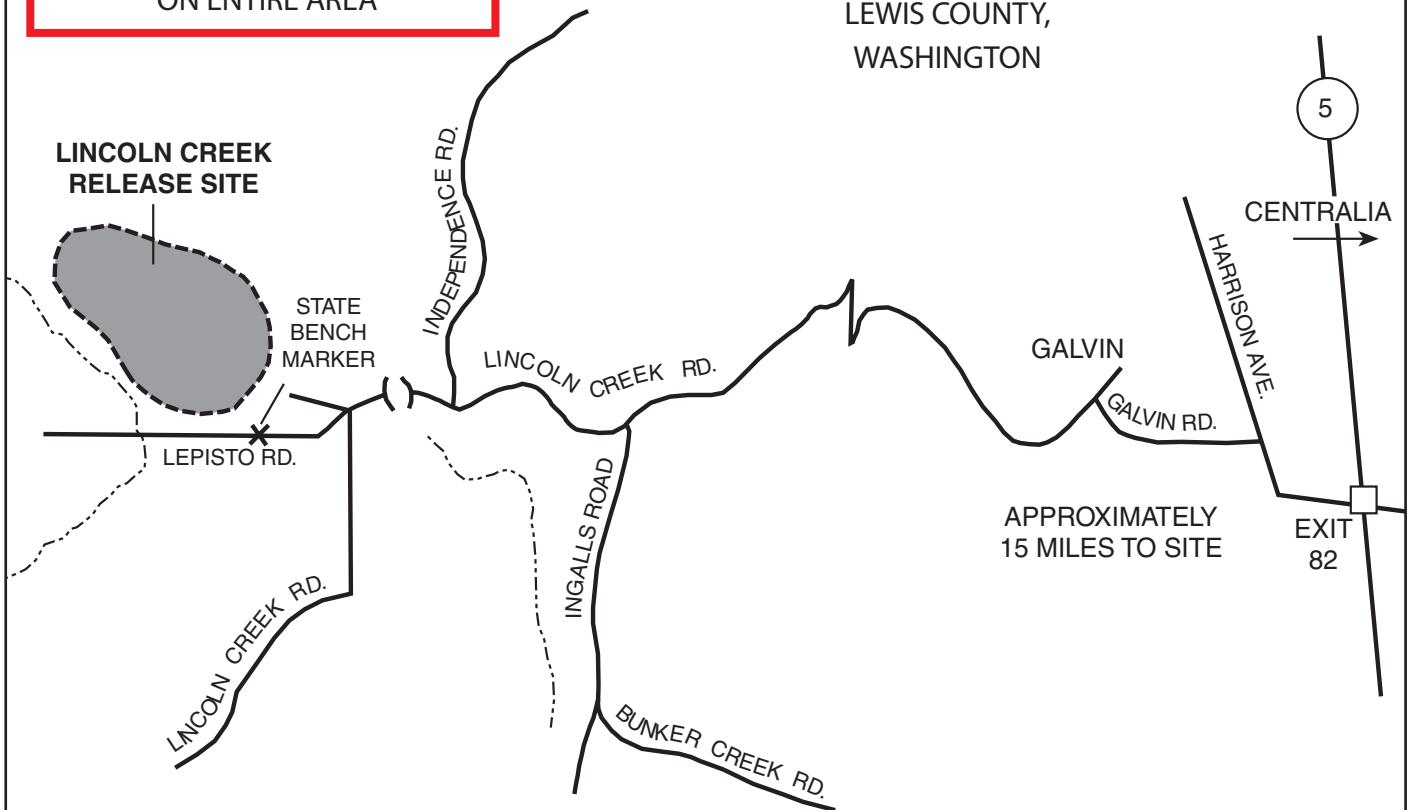 ON ENTIRE AREA
LEWIS COUNTY,
WASHINGTON
5
LINCOLN CREEK
RELEASE SITE
INDEPENDENCE RD.
CENTRALIA
HARRISON AVE.
STATE
BENCH
MARKER
LINCOLN CREEK RD.
GALVIN
GALVIN RD.
LEPISTO RD.
INGALLS ROAD
APPROXIMATELY
15 MILES TO SITE
EXIT
82
LINCOLN CREEK RD.
BUNKER CREEK RD.